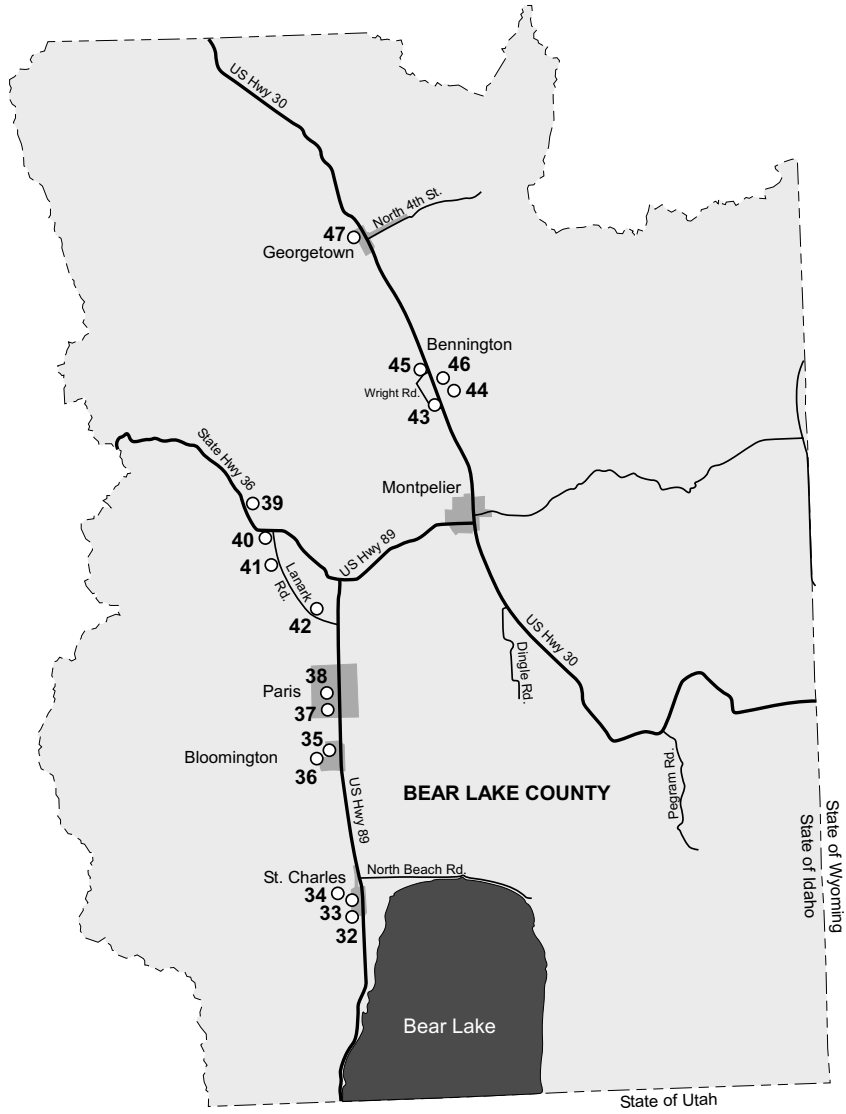 US Hwy 30
North 4th St.
47
Georgetown
Bennington
45
46
44
Wright Rd.
43
State Hwy 36
Montpelier
39
40
US Hwy 89
41
Lanark
Rd.
42
US Hwy 30
Dingle Rd.
38
Paris
37
35
Bloomington
36
US Hwy 89
BEAR LAKE COUNTY
Pegram Rd.
State of Wyoming
State of Idaho
St. Charles
North Beach Rd.
34
33
32
Bear Lake
State of Utah